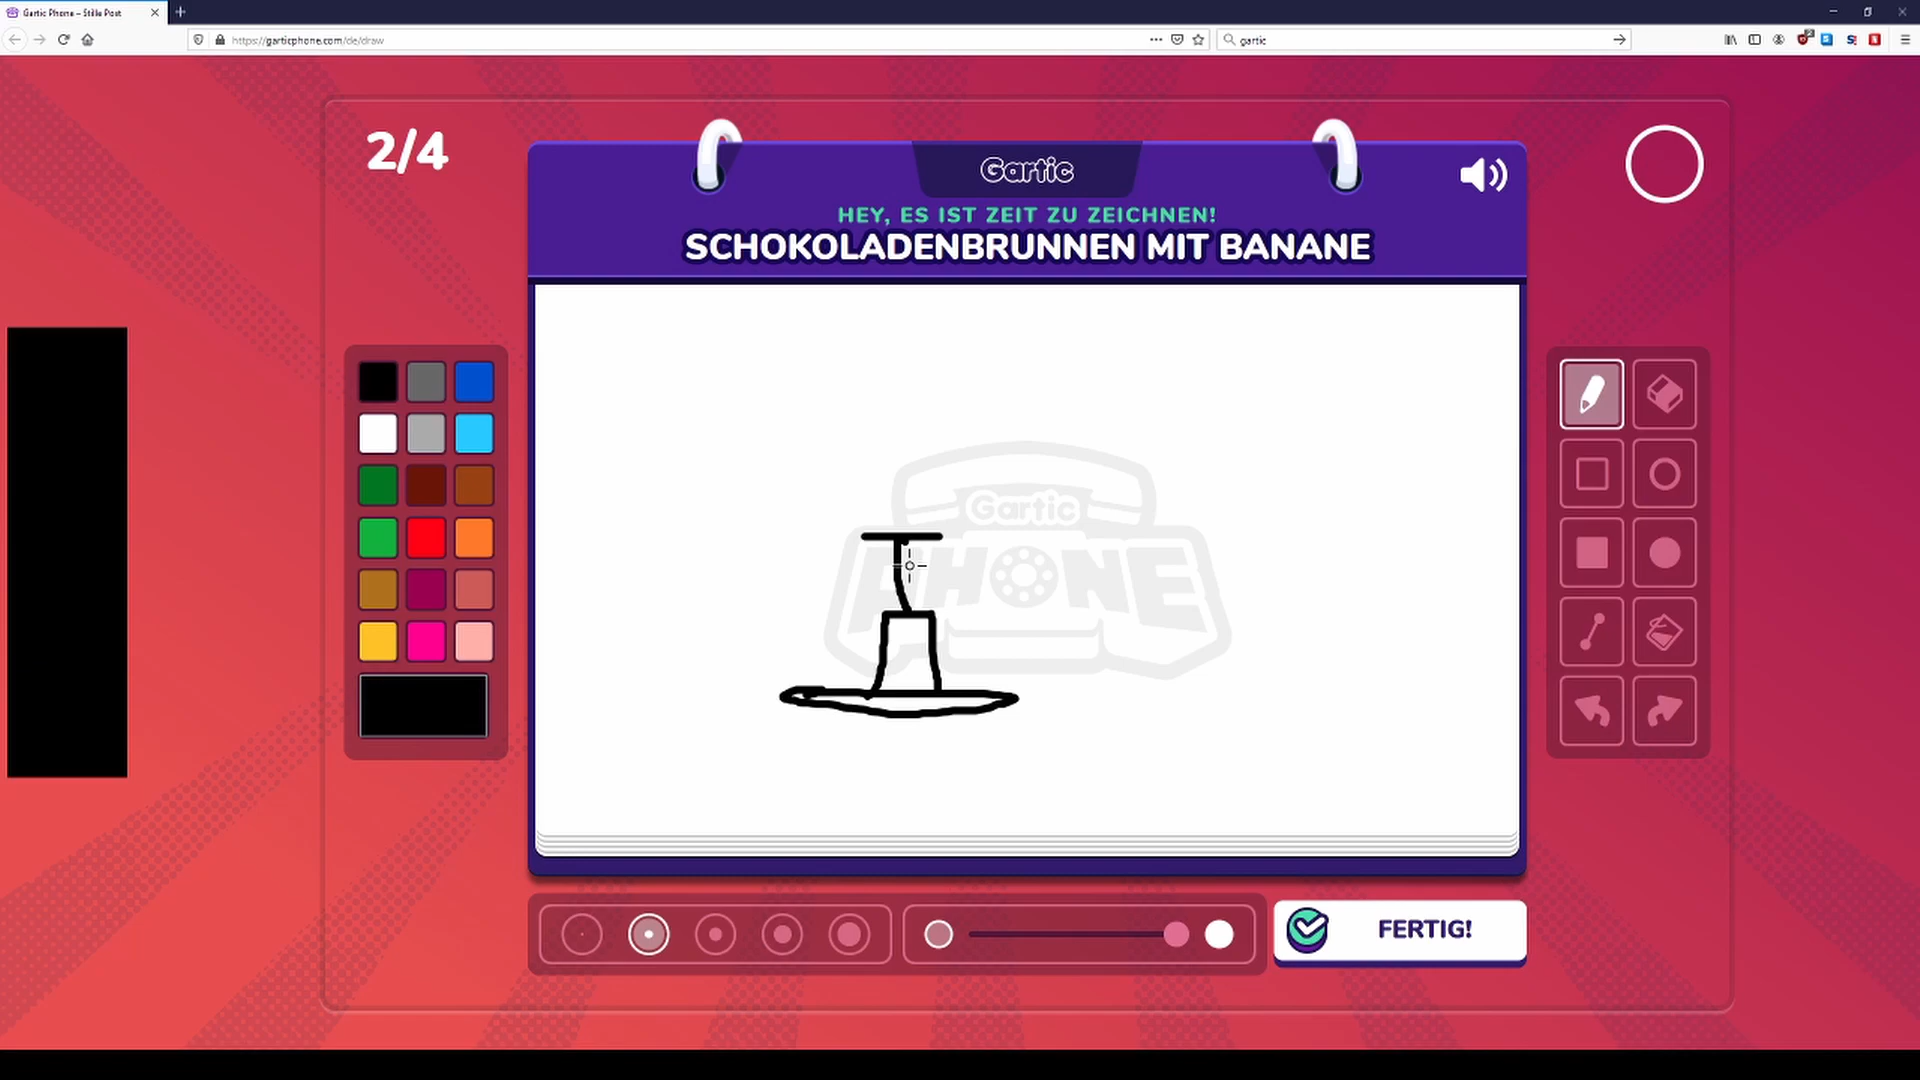 Gartic Phone – Stille Post
https://garticphone.com/de/draw
gartic
2/4
Gartic
HEY, ES IST ZEIT ZU ZEICHNEN!
SCHOKOLADENBRUNNEN MIT BANANE
Gartic
PHONE
FERTIG!